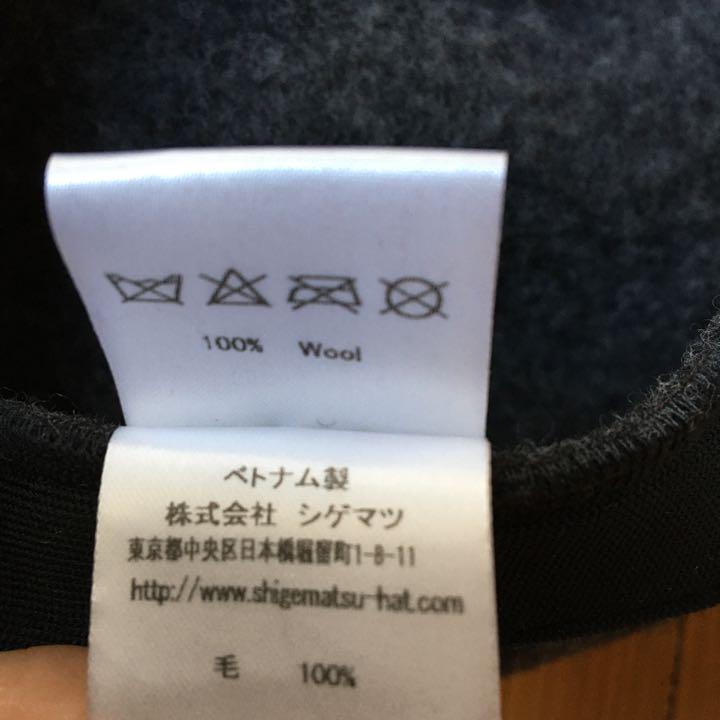 100% Wool
ベトナム製
株式会社 シゲマツ
東京都中央区日本橋堀留町1-8-11
http://www.shigematsu-hat.com
毛 100%